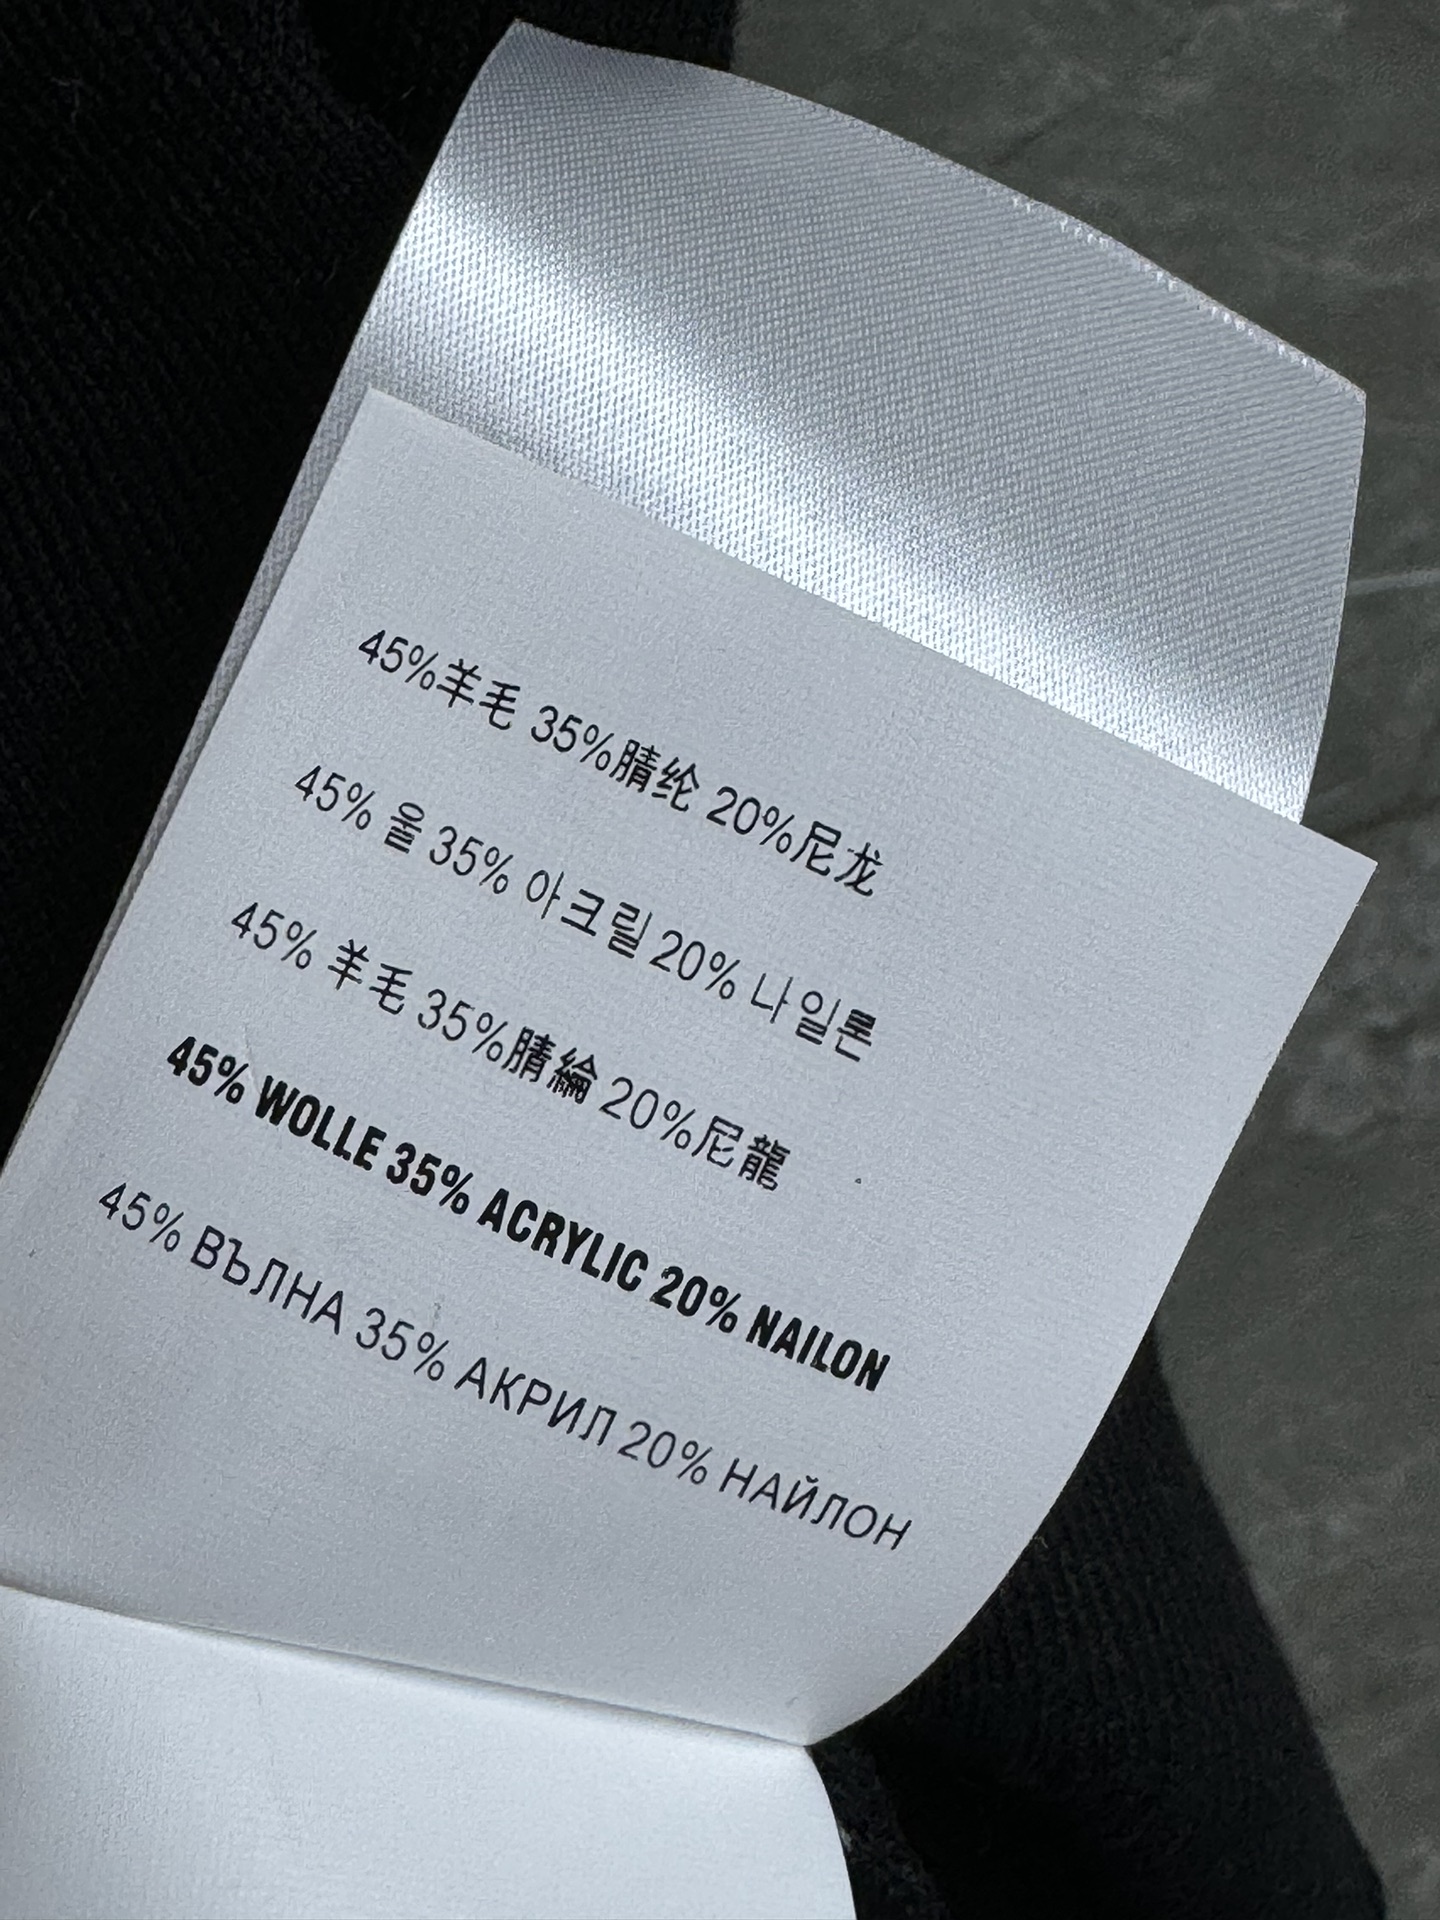 45%羊毛 35%腈纶 20%尼龙
45% 울 35% 아크릴 20% 나일론
45% 羊毛 35%腈綸 20%尼龍
45% WOLLE 35% ACRYLIC 20% NAILON
45% ВЪЛНА 35% АКРИЛ 20% НАЙЛОН